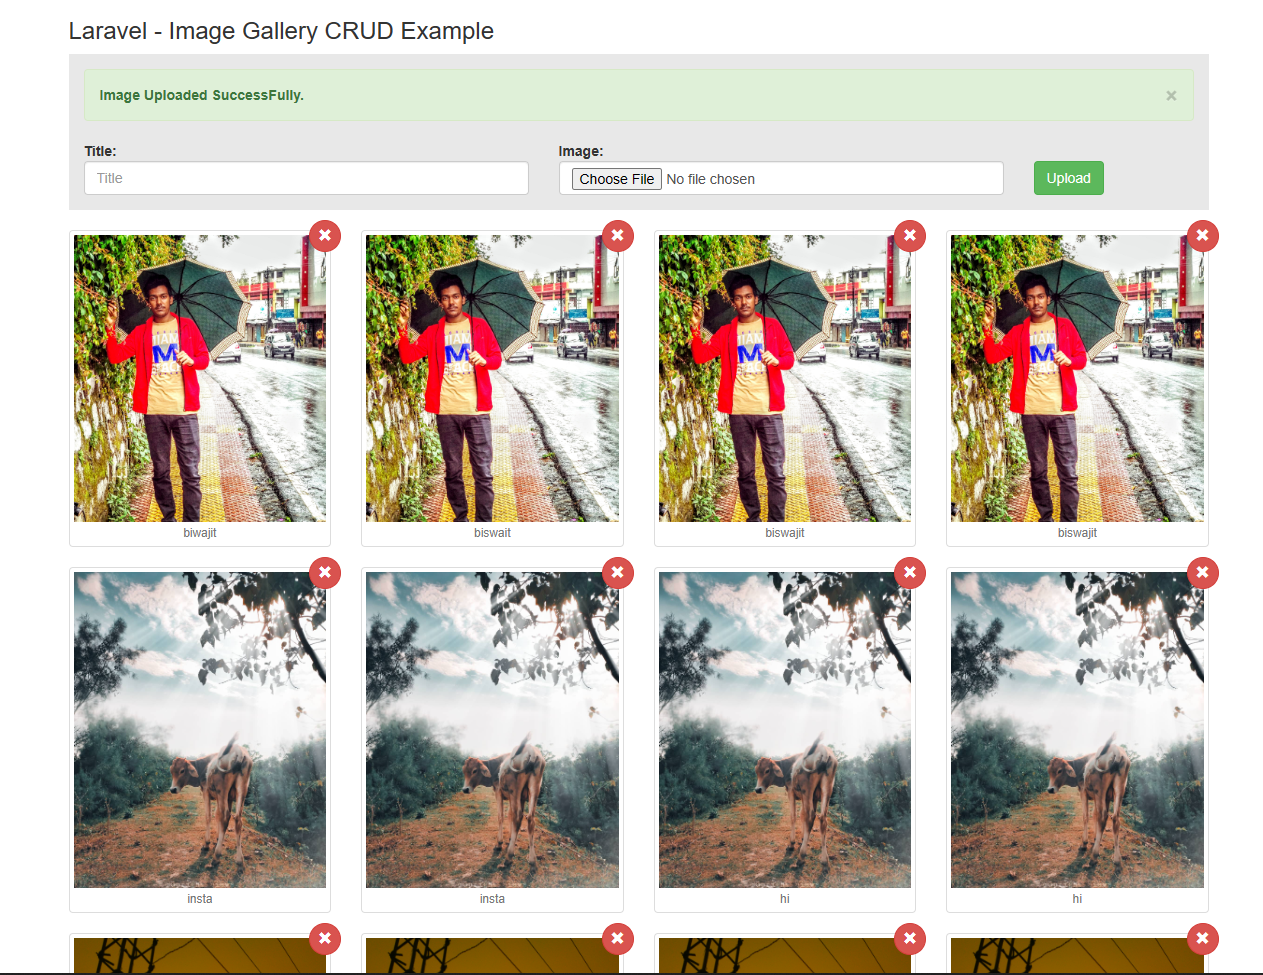 Laravel - Image Gallery CRUD Example
Image Uploaded SuccessFully.
×
Title:
Image:
Title
Choose File No file chosen
Upload
M
M
M
M
biwajit
biswait
biswajit
biswajit
insta
insta
hi
hi